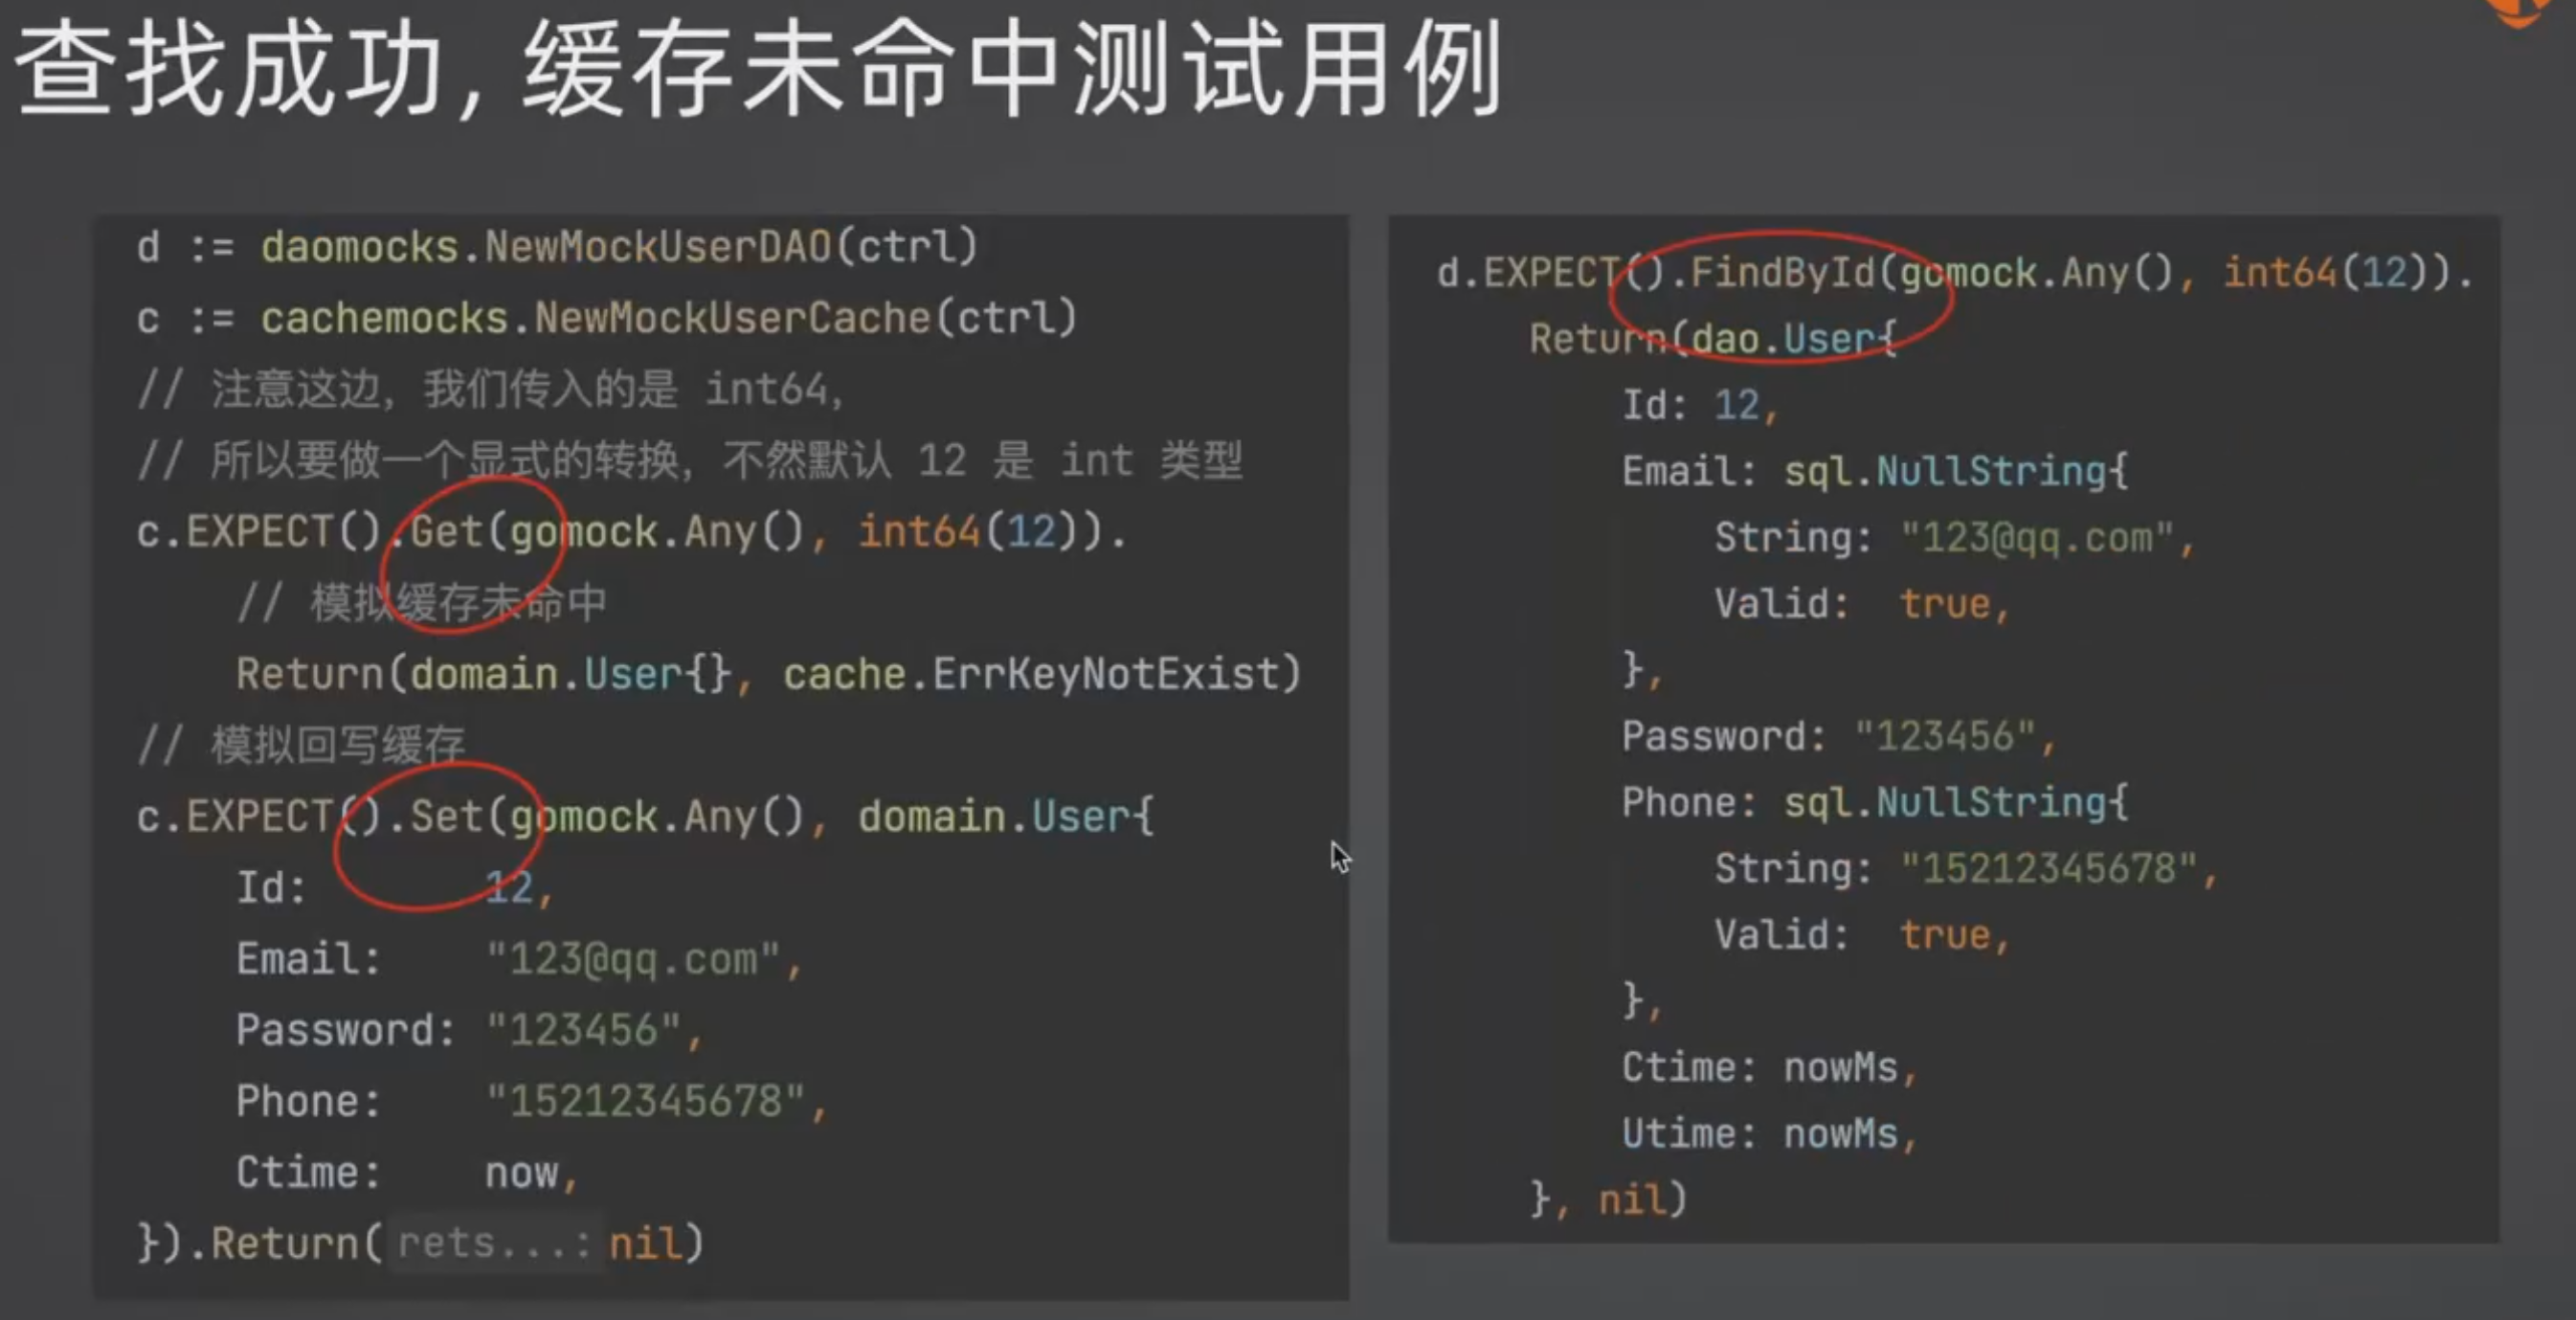 查找成功, 缓存未命中测试用例
d := daomocks.NewMockUserDAO(ctrl)
c := cachemocks.NewMockUserCache(ctrl)
// 注意这边，我们传入的是 int64,
// 所以要做一个显式的转换，不然默认 12 是 int 类型
c.EXPECT().Get(gomock.Any(), int64(12)).
// 模拟缓存未命中
Return(domain.User{}, cache.ErrKeyNotExist)
// 模拟回写缓存
c.EXPECT().Set(gomock.Any(), domain.User{
Id: 12,
Email: "123@qq.com",
Password: "123456",
Phone: "15212345678",
Ctime: now,
}).Return( rets...: nil)
d.EXPECT().FindById(gomock.Any(), int64(12)).
Return(dao.User{
Id: 12,
Email: sql.NullString{
String: "123@qq.com",
Valid: true,
},
Password: "123456",
Phone: sql.NullString{
String: "15212345678",
Valid: true,
},
Ctime: nowMs,
Utime: nowMs,
}, nil)